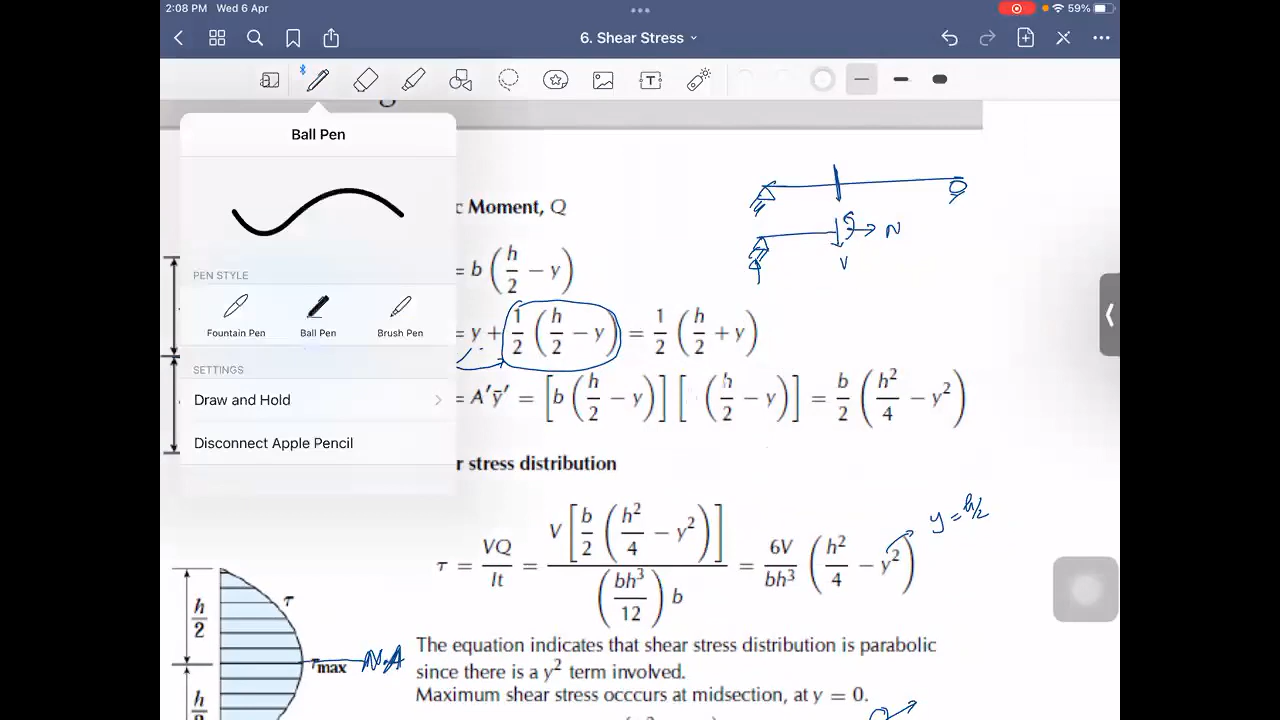 2:08 PM Wed 6 Apr
59%
6. Shear Stress
Ball Pen
PEN STYLE
Fountain Pen
Ball Pen
Brush Pen
SETTINGS
Draw and Hold
Disconnect Apple Pencil
c Moment, Q
= b (h/2 − y)
= y + 1/2 (h/2 − y) = 1/2 (h/2 + y)
= A′ȳ′ = [b (h/2 − y)] [ (h/2 − y)] = b/2 (h²/4 − y²)
N
V
r stress distribution
y = h/2
τ = VQ/It = V [b/2 (h²/4 − y²)] / (bh³/12) b = 6V/bh³ (h²/4 − y²)
h/2
τ
τmax N.A
The equation indicates that shear stress distribution is parabolic
since there is a y² term involved.
Maximum shear stress occcurs at midsection, at y = 0.
h